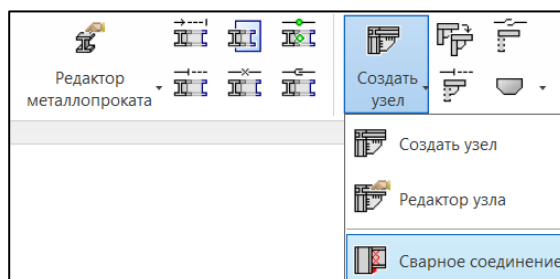 Редактор
металлопроката
Создать
узел
Создать узел
Редактор узла
Сварное соединение